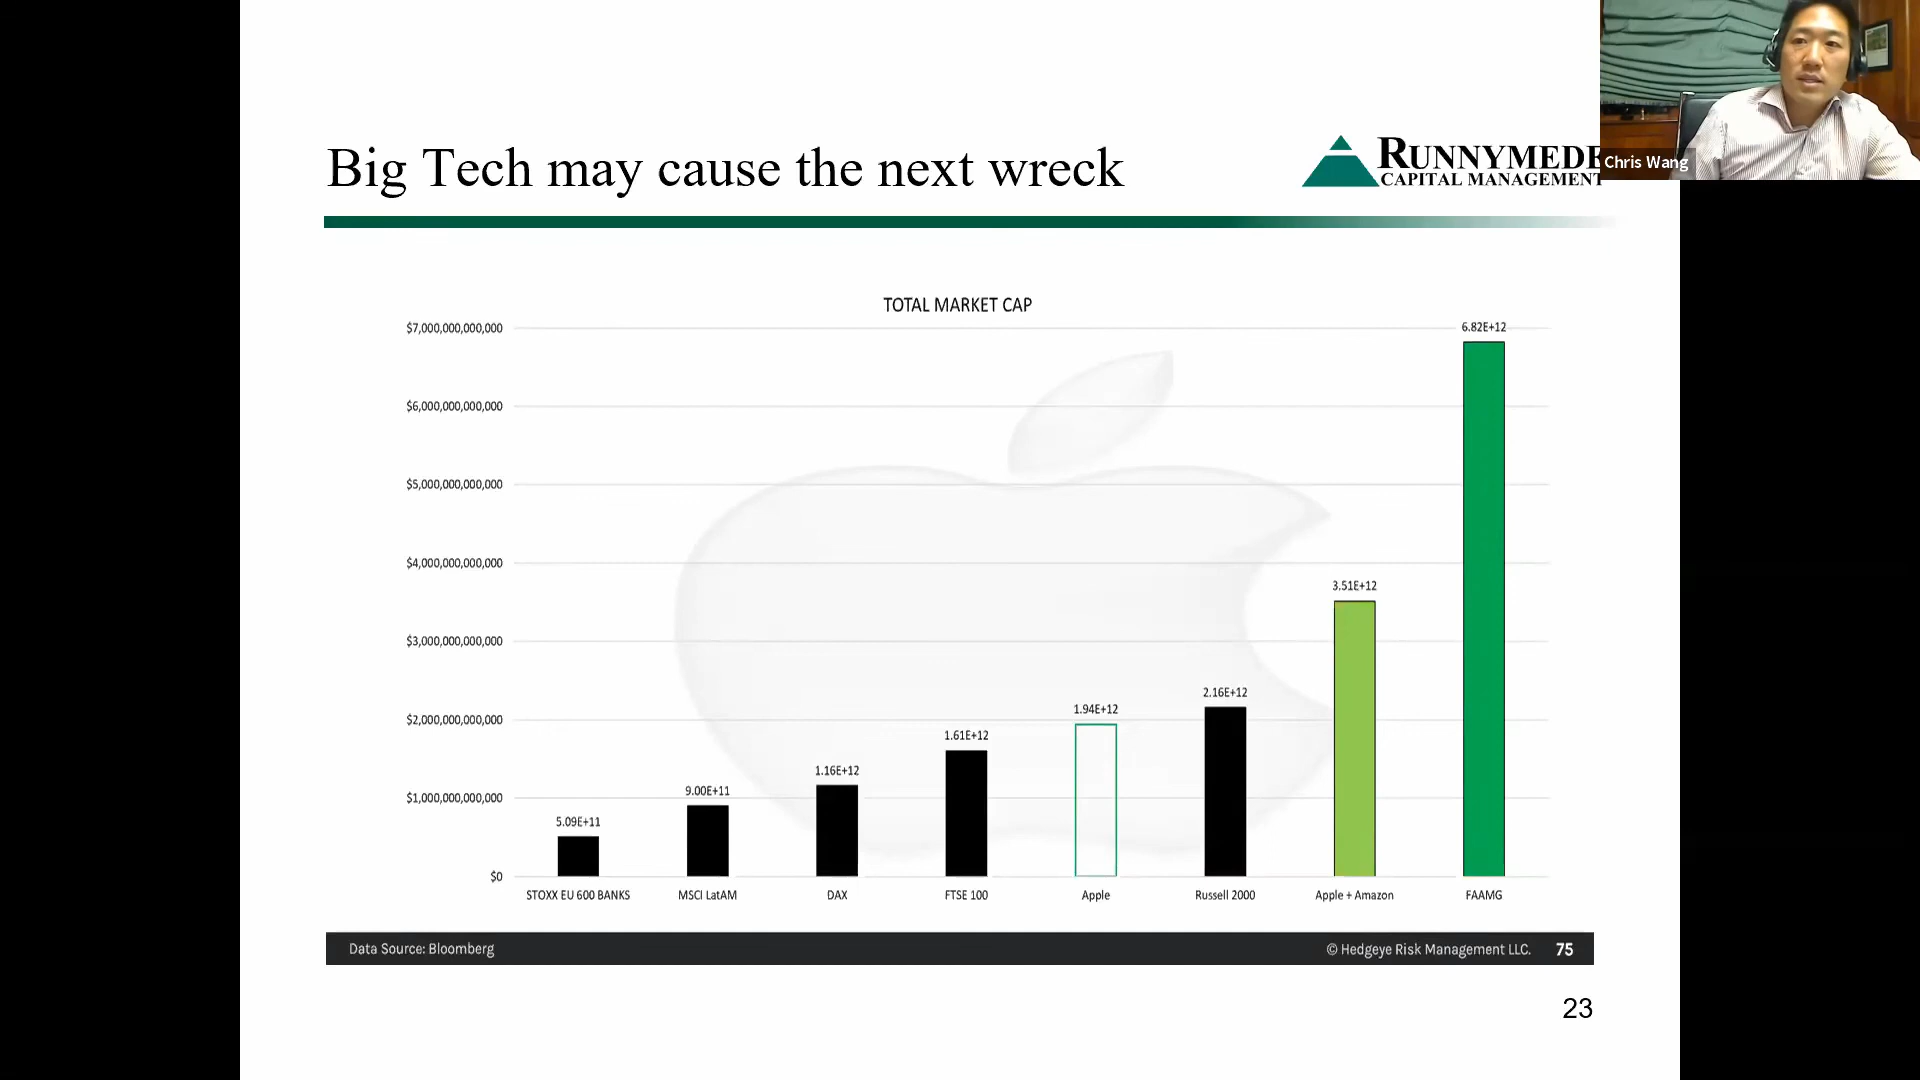 Big Tech may cause the next wreck
RUNNYMEDE
CAPITAL MANAGEMENT
Chris Wang
TOTAL MARKET CAP
$7,000,000,000,000
$6,000,000,000,000
$5,000,000,000,000
$4,000,000,000,000
$3,000,000,000,000
$2,000,000,000,000
$1,000,000,000,000
$0
5.09E+11
9.00E+11
1.16E+12
1.61E+12
1.94E+12
2.16E+12
3.51E+12
6.82E+12
STOXX EU 600 BANKS
MSCI LatAM
DAX
FTSE 100
Apple
Russell 2000
Apple + Amazon
FAAMG
Data Source: Bloomberg
© Hedgeye Risk Management LLC. 75
23